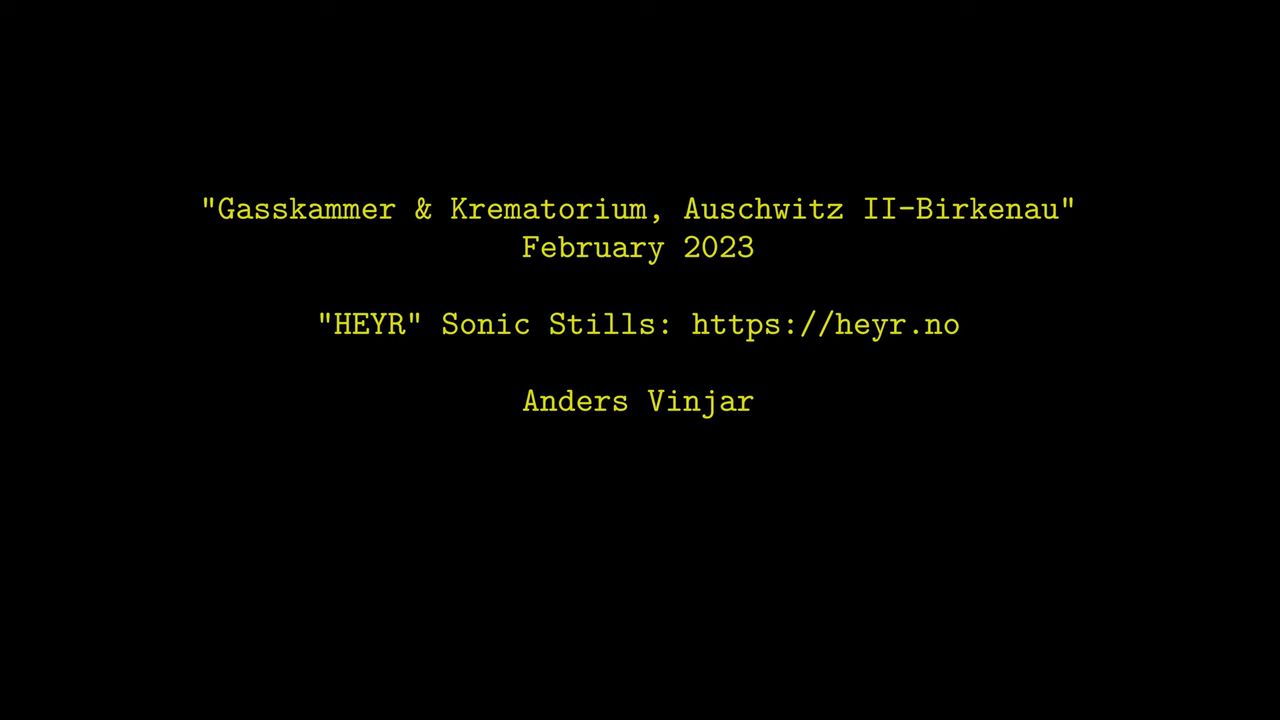 "Gasskammer & Krematorium, Auschwitz II-Birkenau"
February 2023
"HEYR" Sonic Stills: https://heyr.no
Anders Vinjar